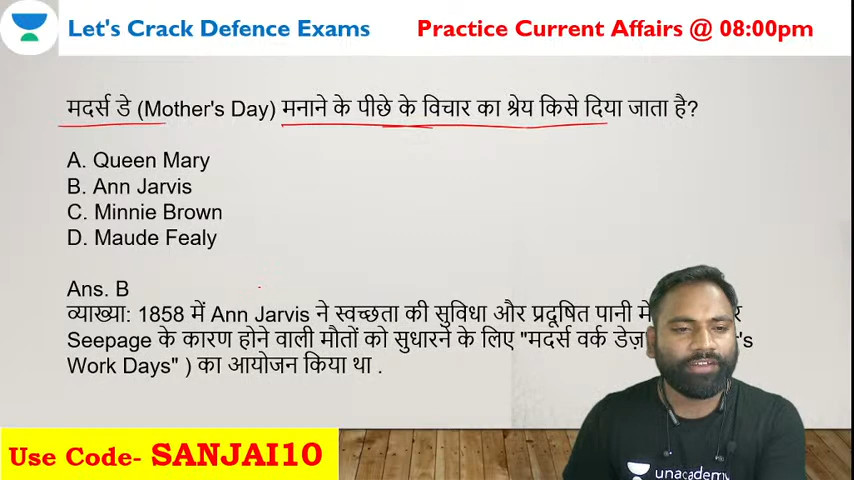 Let's Crack Defence Exams Practice Current Affairs @ 08:00pm
मदर्स डे (Mother's Day) मनाने के पीछे के विचार का श्रेय किसे दिया जाता है?
A. Queen Mary
B. Ann Jarvis
C. Minnie Brown
D. Maude Fealy
Ans. B
व्याख्या: 1858 में Ann Jarvis ने स्वच्छता की सुविधा और प्रदूषित पानी में
Seepage के कारण होने वाली मौतों को सुधारने के लिए "मदर्स वर्क डेज़
Work Days" ) का आयोजन किया था .
Use Code- SANJAI10
unacademy